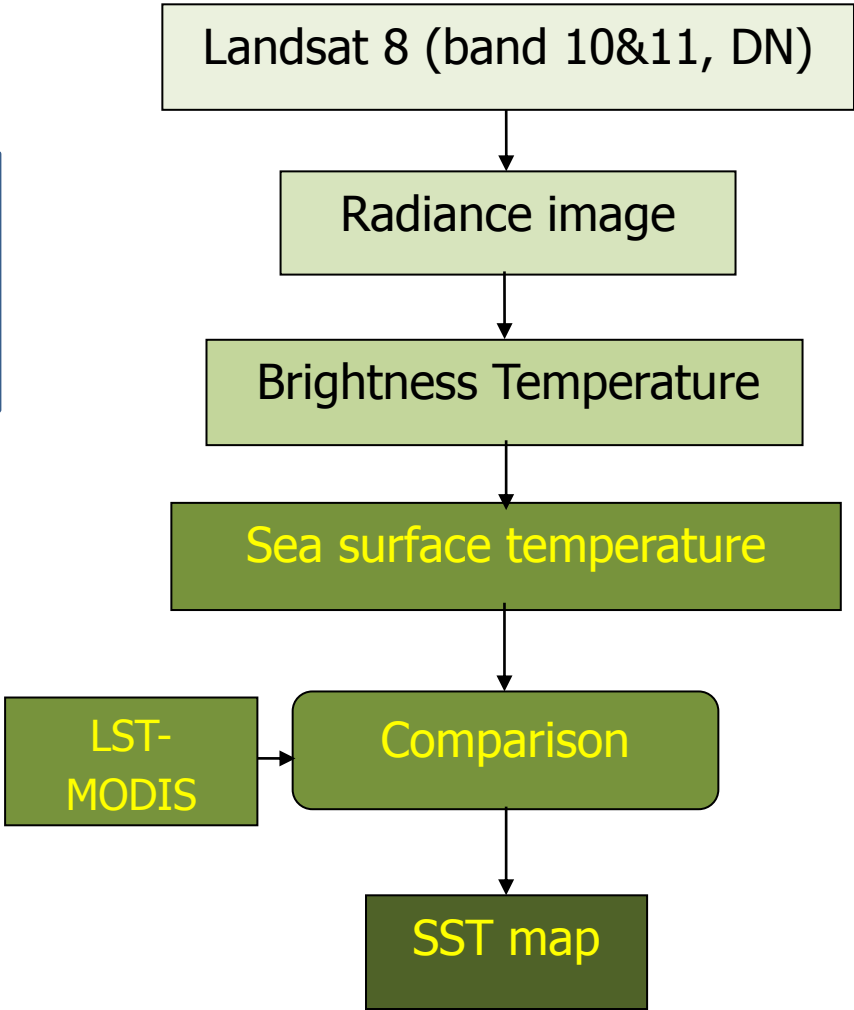 Landsat 8 (band 10&11, DN)
Radiance image
Brightness Temperature
Sea surface temperature
LST-
MODIS
Comparison
SST map